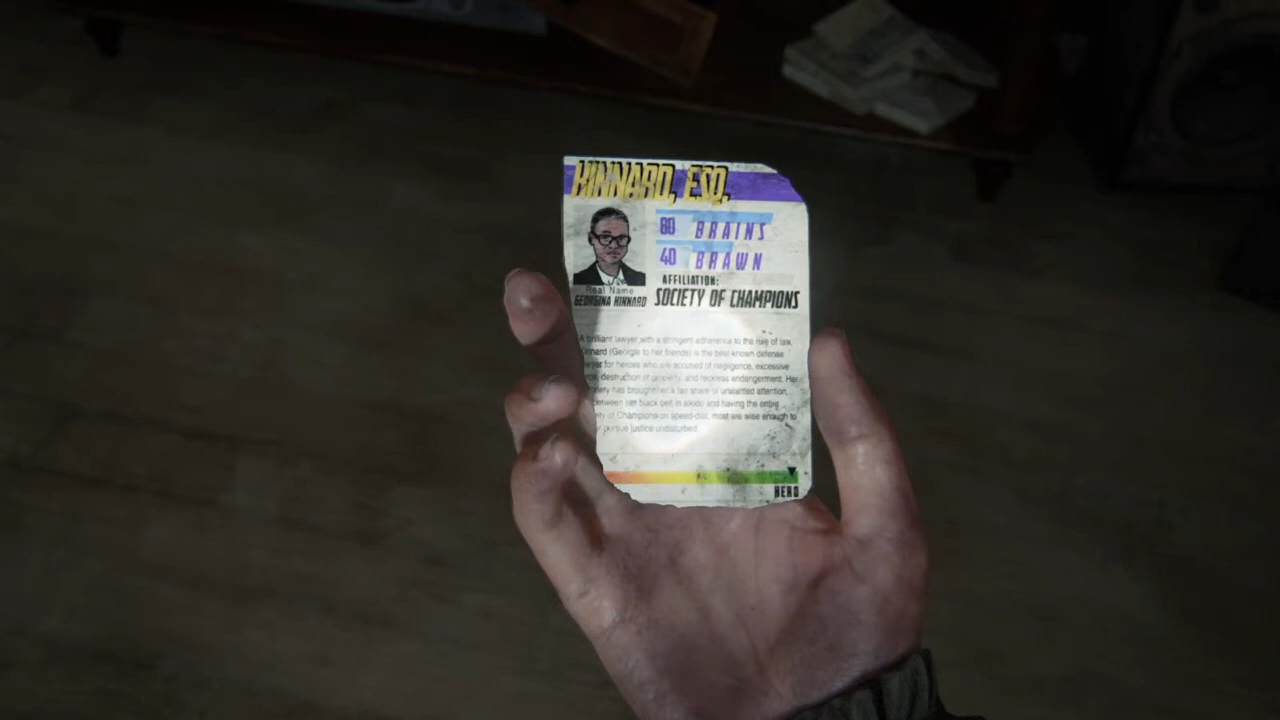 KINNARD, ESQ.
80 BRAINS
40 BRAWN
AFFILIATION:
SOCIETY OF CHAMPIONS
Real Name
GEORGINA KINNARD
A brilliant lawyer with a stringent adherence to the rule of law,
Kinnard (Georgie to her friends) is the best known defense
lawyer for heroes who are accused of negligence, excessive
destruction of property, and reckless endangerment. Her
has brought her a fair share of unwanted attention,
between her black belt in aikido and having the entire
of Champions on speed-dial, most are wise enough to
pursue justice undisturbed.
HERO